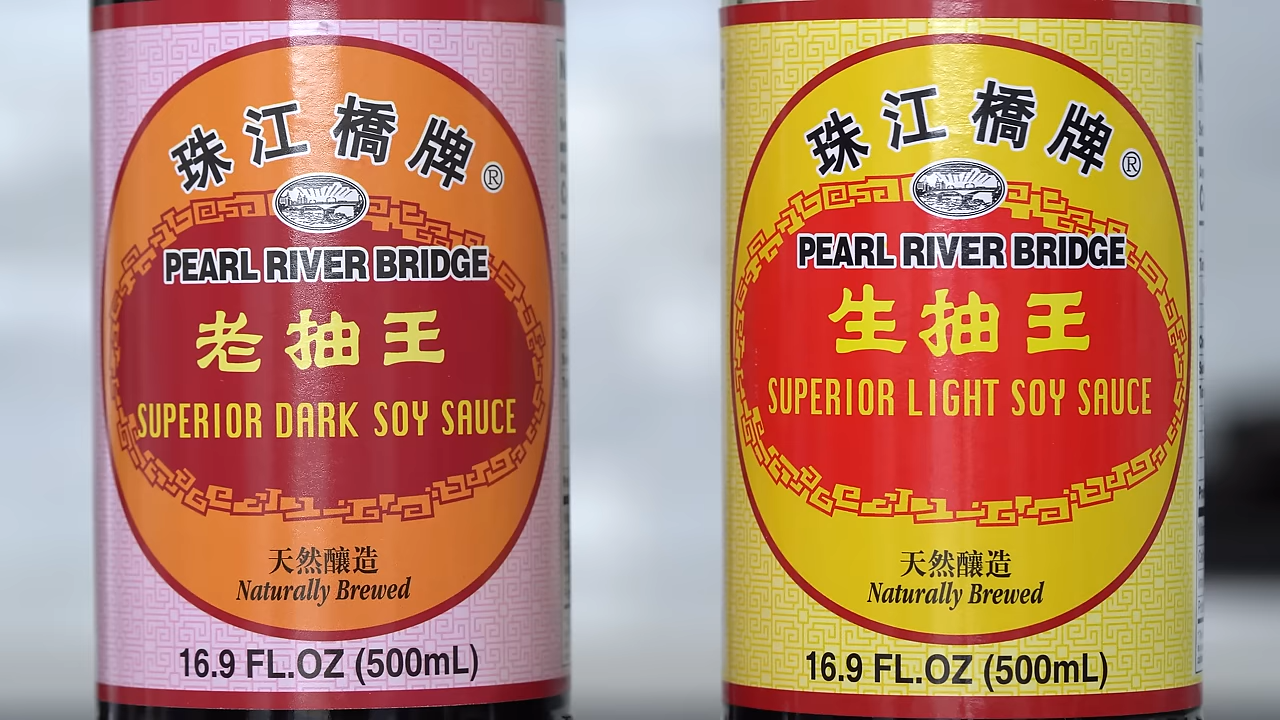 珠江橋牌®
PEARL RIVER BRIDGE
老抽王
SUPERIOR DARK SOY SAUCE
天然釀造
Naturally Brewed
16.9 FL.OZ (500mL)
珠江橋牌®
PEARL RIVER BRIDGE
生抽王
SUPERIOR LIGHT SOY SAUCE
天然釀造
Naturally Brewed
16.9 FL.OZ (500mL)